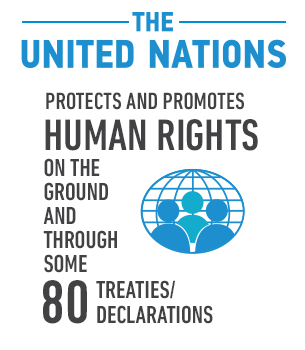 THE
UNITED NATIONS
PROTECTS AND PROMOTES
HUMAN RIGHTS
ON THE
GROUND
AND
THROUGH
SOME
80 TREATIES/
DECLARATIONS